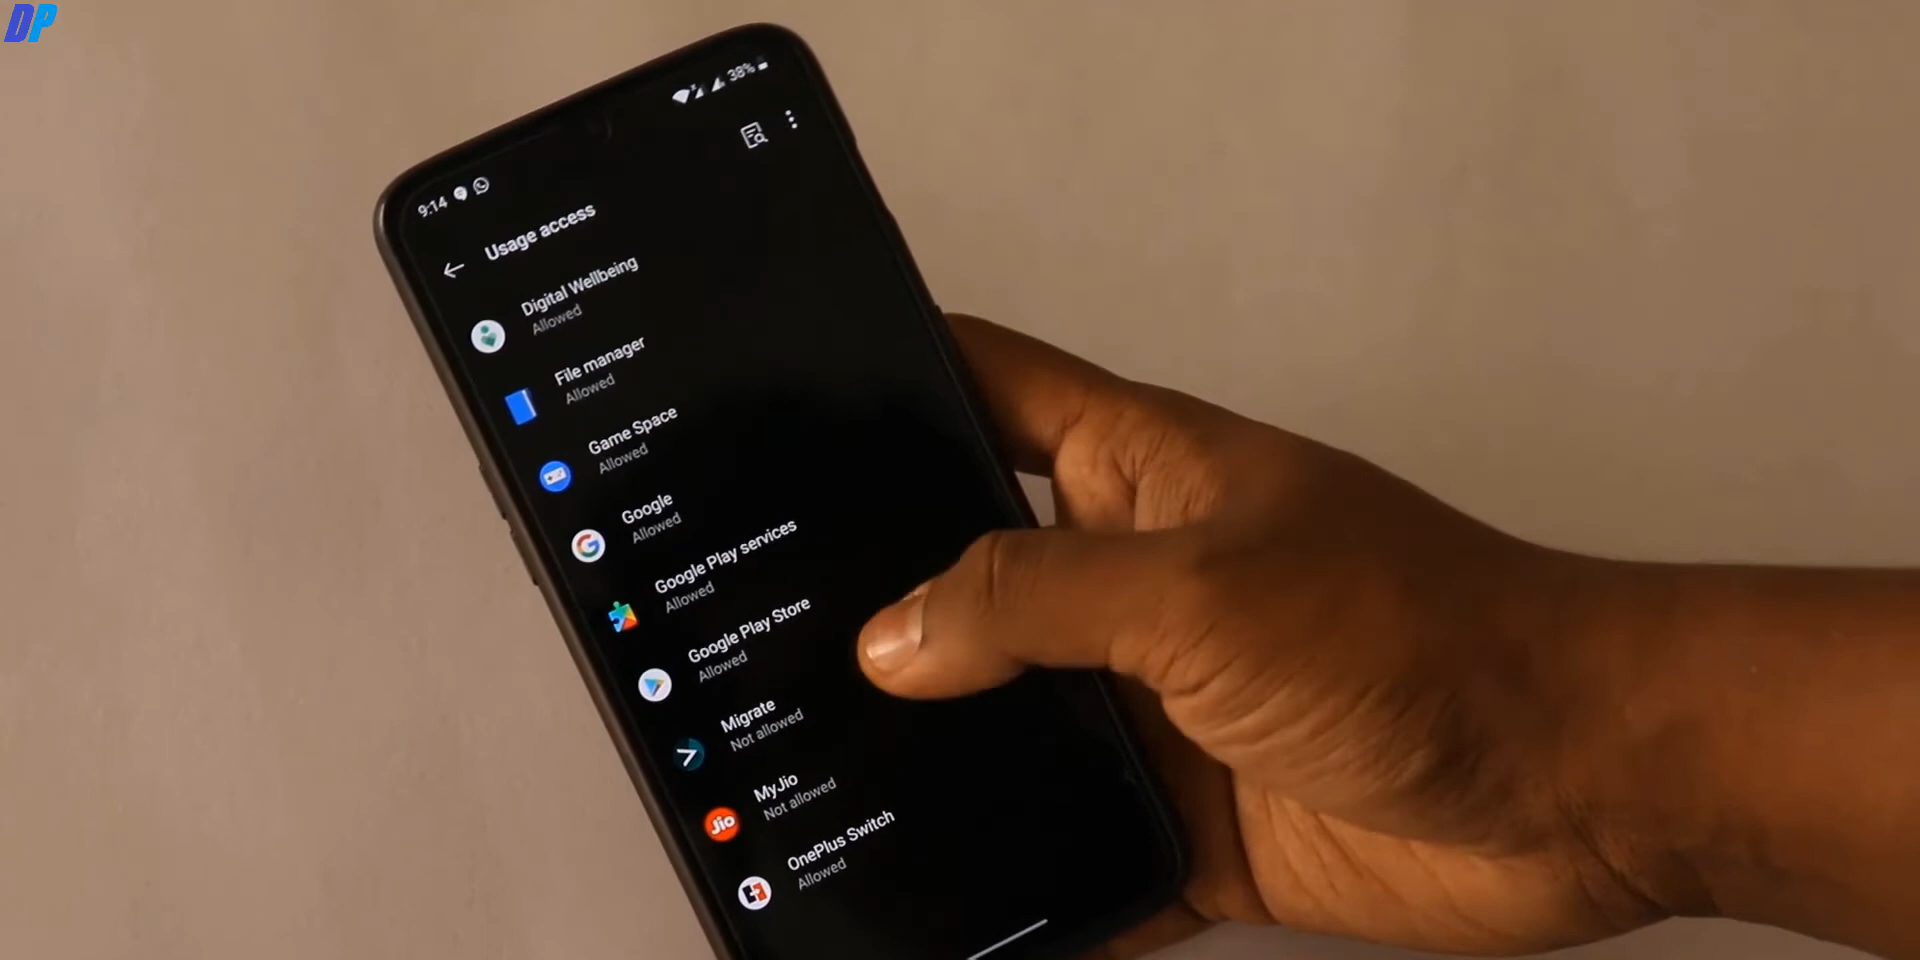 DP
9:14
38%
Usage access
Digital Wellbeing
Allowed
File manager
Allowed
Game Space
Allowed
Google
Allowed
Google Play services
Allowed
Google Play Store
Allowed
Migrate
Not allowed
MyJio
Not allowed
Jio
OnePlus Switch
Allowed